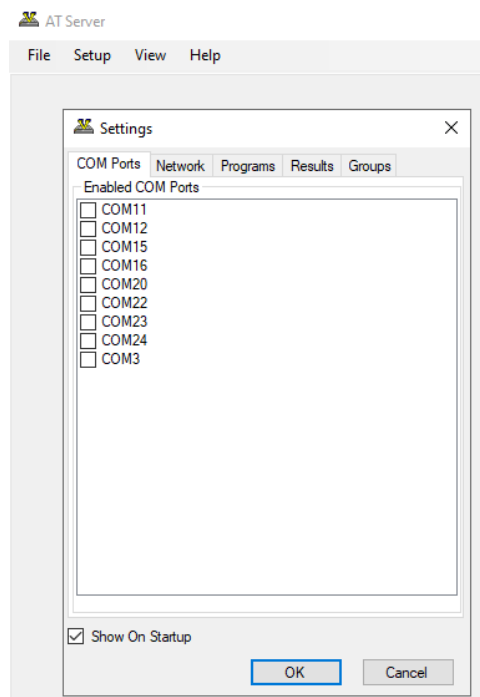 AT Server
File Setup View Help
Settings
COM Ports Network Programs Results Groups
Enabled COM Ports
COM11
COM12
COM15
COM16
COM20
COM22
COM23
COM24
COM3
Show On Startup
OK Cancel